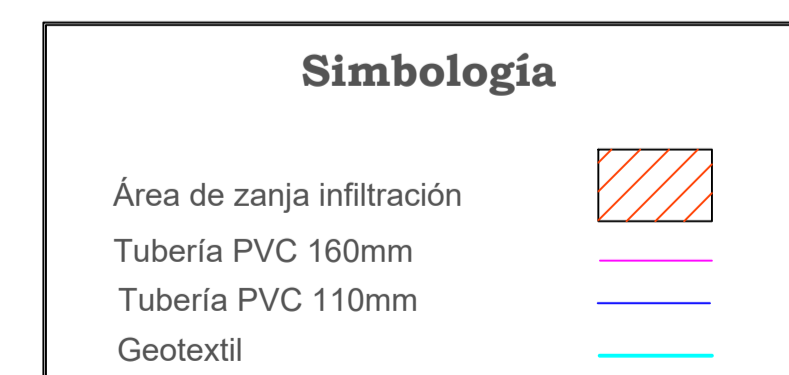 Simbología
Área de zanja infiltración
Tubería PVC 160mm
Tubería PVC 110mm
Geotextil